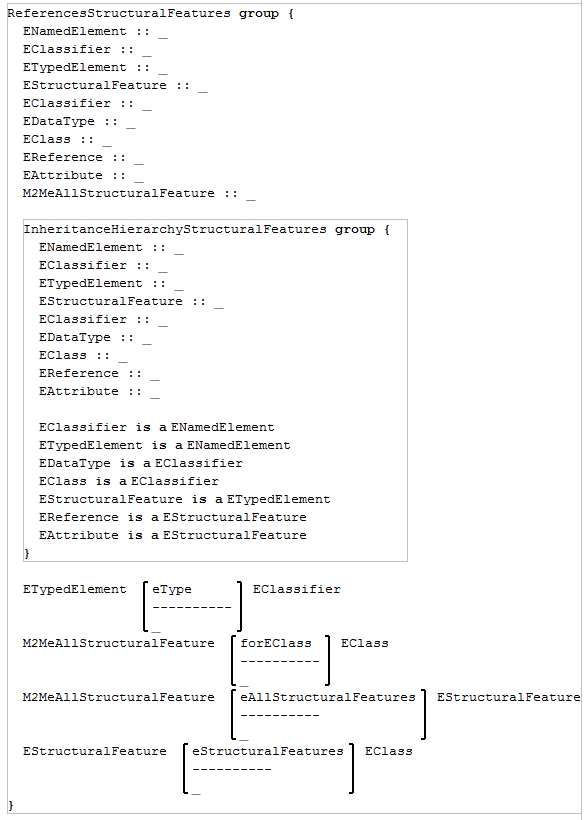 ReferencesStructuralFeatures group {
ENamedElement :: _
EClassifier :: _
ETypedElement :: _
EStructuralFeature :: _
EClassifier :: _
EDataType :: _
EClass :: _
EReference :: _
EAttribute :: _
M2MeAllStructuralFeature :: _
InheritanceHierarchyStructuralFeatures group {
ENamedElement :: _
EClassifier :: _
ETypedElement :: _
EStructuralFeature :: _
EClassifier :: _
EDataType :: _
EClass :: _
EReference :: _
EAttribute :: _
EClassifier is a ENamedElement
ETypedElement is a ENamedElement
EDataType is a EClassifier
EClass is a EClassifier
EStructuralFeature is a ETypedElement
EReference is a EStructuralFeature
EAttribute is a EStructuralFeature
}
ETypedElement [ eType ] EClassifier
----------
_
M2MeAllStructuralFeature [ forEClass ] EClass
----------
_
M2MeAllStructuralFeature [ eAllStructuralFeatures ] EStructuralFeature
----------
_
EStructuralFeature [ eStructuralFeatures ] EClass
----------
_
}